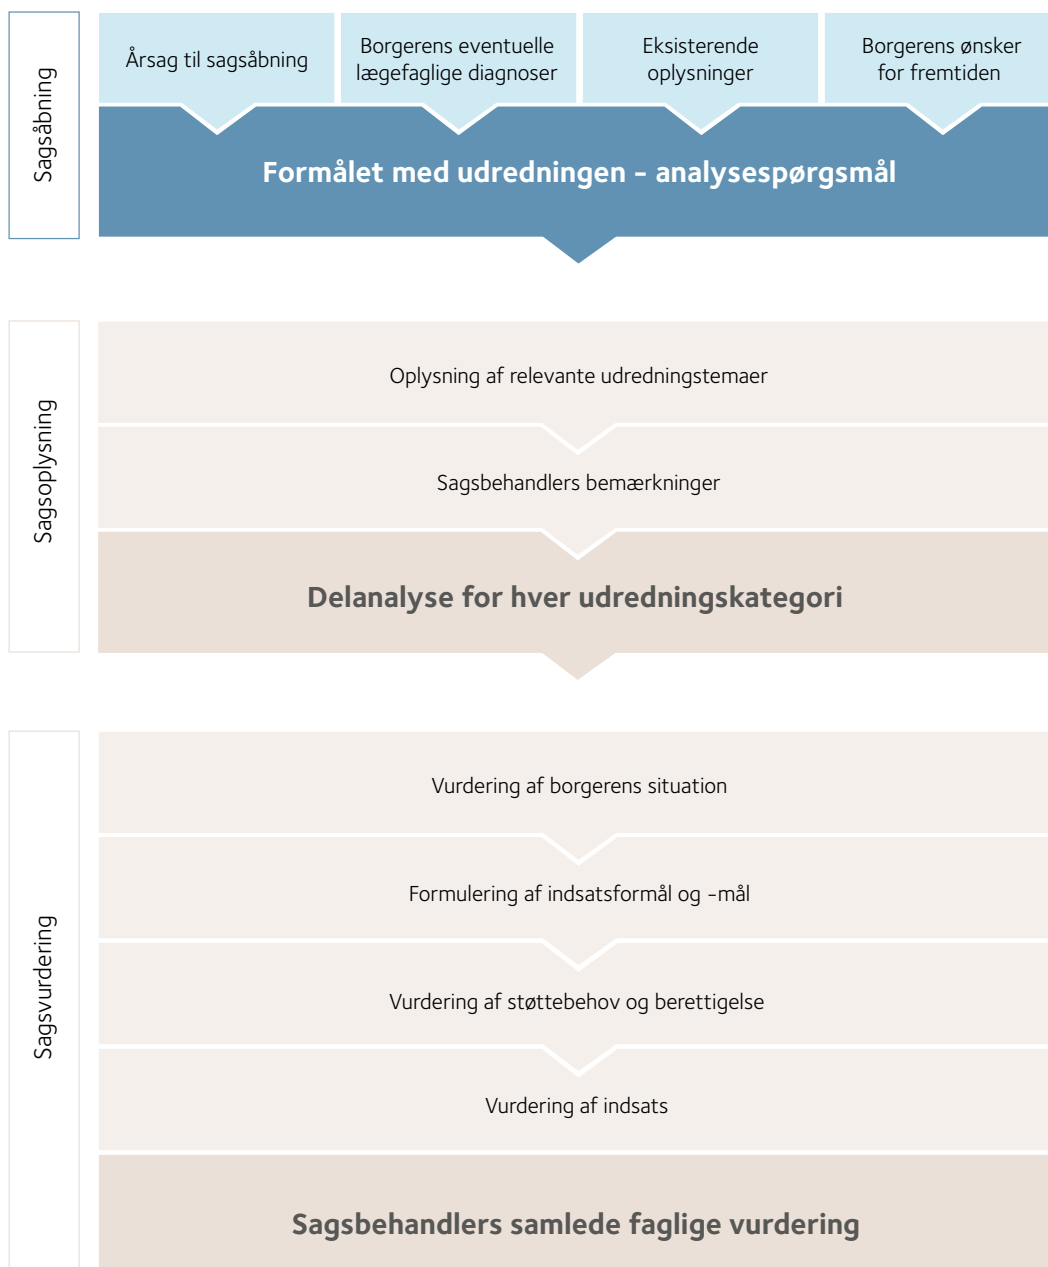 Sagsåbning
Årsag til sagsåbning
Borgerens eventuelle
lægefaglige diagnoser
Eksisterende
oplysninger
Borgerens ønsker
for fremtiden
Formålet med udredningen - analysespørgsmål
Sagsoplysning
Oplysning af relevante udredningstemaer
Sagsbehandlers bemærkninger
Delanalyse for hver udredningskategori
Sagsvurdering
Vurdering af borgerens situation
Formulering af indsatsformål og -mål
Vurdering af støttebehov og berettigelse
Vurdering af indsats
Sagsbehandlers samlede faglige vurdering